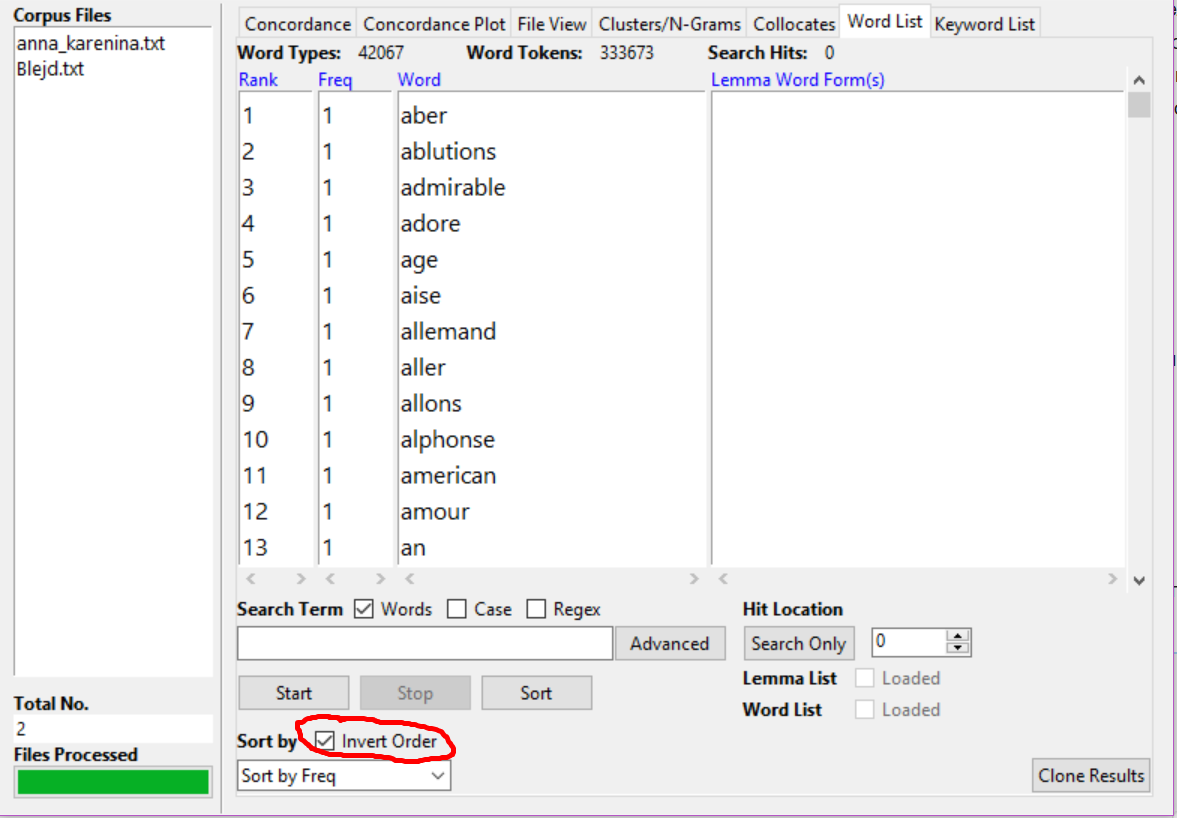 Corpus Files
anna_karenina.txt
Blejd.txt
Total No.
2
Files Processed
Concordance Concordance Plot File View Clusters/N-Grams Collocates Word List Keyword List
Word Types: 42067 Word Tokens: 333673 Search Hits: 0
Rank Freq Word Lemma Word Form(s)
1 1 aber
2 1 ablutions
3 1 admirable
4 1 adore
5 1 age
6 1 aise
7 1 allemand
8 1 aller
9 1 allons
10 1 alphonse
11 1 american
12 1 amour
13 1 an
Search Term Words Case Regex Hit Location
Advanced Search Only 0
Lemma List Loaded
Start Stop Sort
Word List Loaded
Sort by Invert Order
Sort by Freq Clone Results